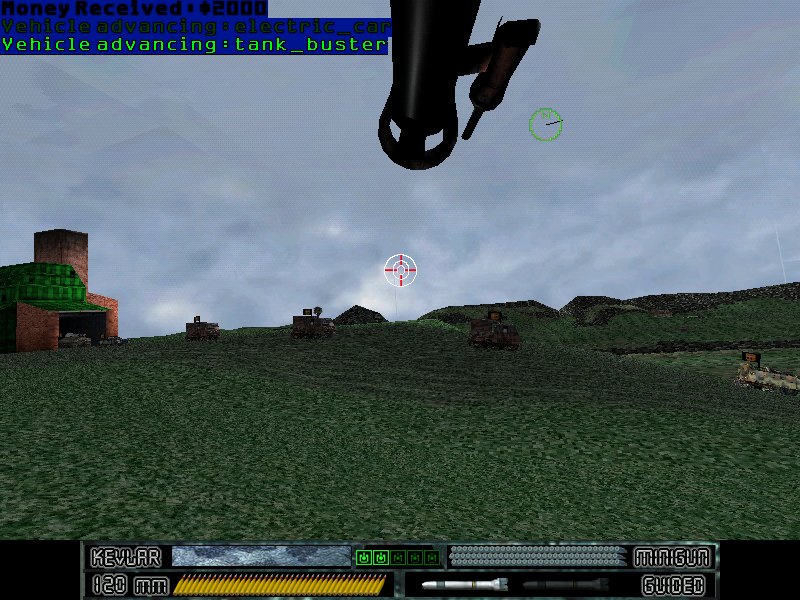 Money Received : $2000
Vehicle advancing : electric_car
Vehicle advancing : tank_buster
KEVLAR
MINIGUN
120 mm
GUIDED